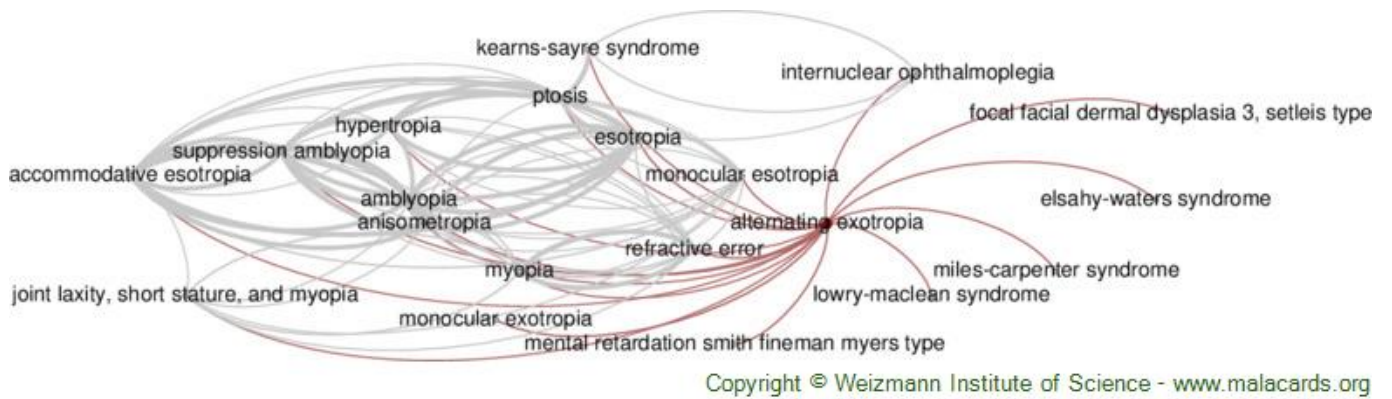 kearns-sayre syndrome
internuclear ophthalmoplegia
ptosis
focal facial dermal dysplasia 3, setleis type
hypertropia
esotropia
suppression amblyopia
accommodative esotropia
monocular esotropia
amblyopia
elsahy-waters syndrome
anisometropia
alternating exotropia
refractive error
myopia
miles-carpenter syndrome
joint laxity, short stature, and myopia
lowry-maclean syndrome
monocular exotropia
mental retardation smith fineman myers type
Copyright © Weizmann Institute of Science - www.malacards.org